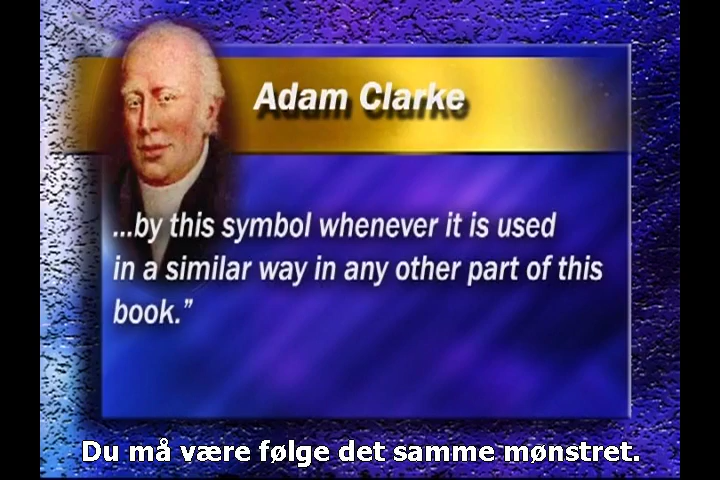 Adam Clarke
...by this symbol whenever it is used
in a similar way in any other part of this
book.”
Du må være følge det samme mønstret.